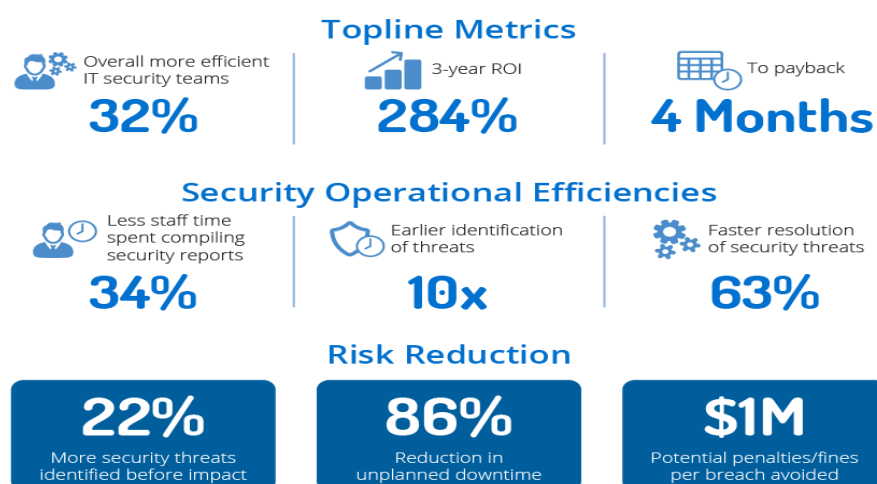 Topline Metrics
Overall more efficient
IT security teams
32%
3-year ROI
284%
To payback
4 Months
Security Operational Efficiencies
Less staff time
spent compiling
security reports
34%
Earlier identification
of threats
10x
Faster resolution
of security threats
63%
Risk Reduction
22%
More security threats
identified before impact
86%
Reduction in
unplanned downtime
$1M
Potential penalties/fines
per breach avoided